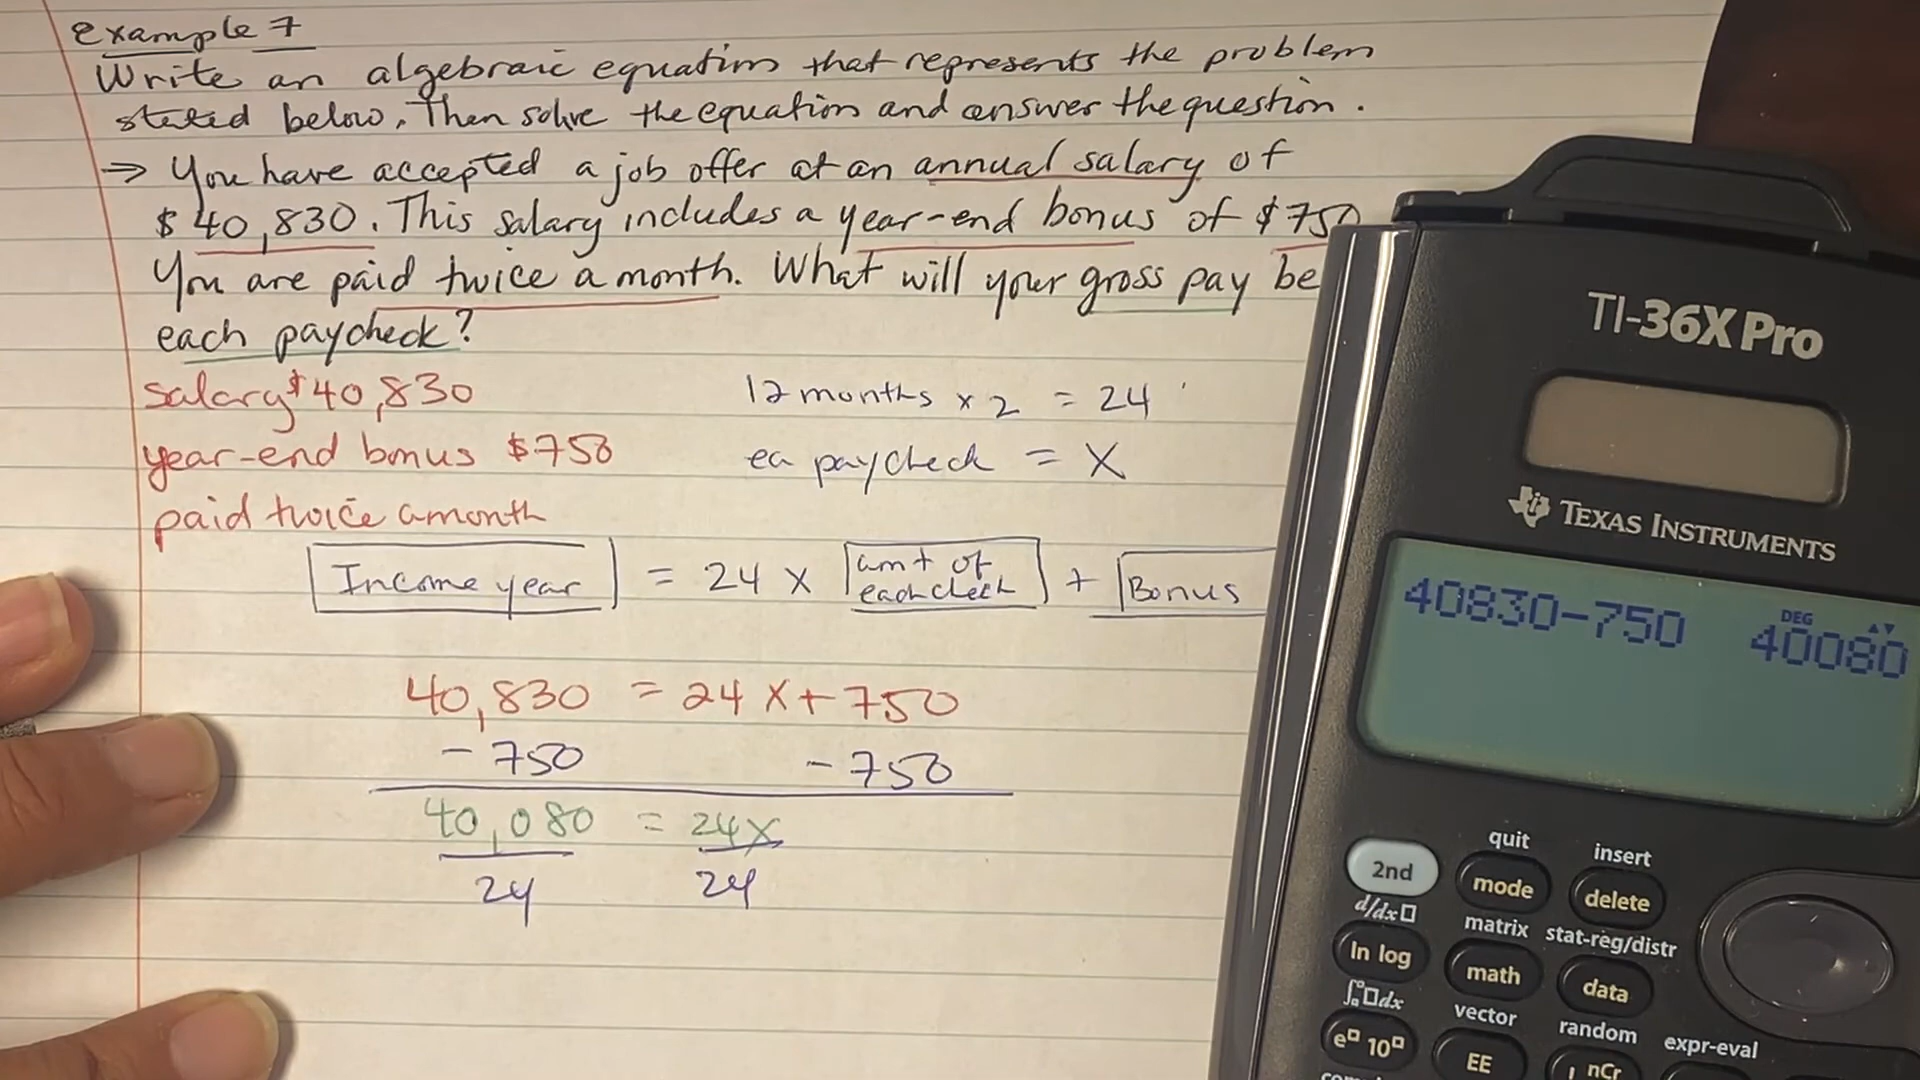 example 7
Write an algebraic equation that represents the problem
stated below. Then solve the equation and answer the question.
→ You have accepted a job offer at an annual salary of
$40,830. This salary includes a year-end bonus of $750
You are paid twice a month. What will your gross pay be
each paycheck?
salary $40,830
12 months x 2 = 24
year-end bonus $750
ea paycheck = X
paid twice a month
Income year = 24 x amt of each check + Bonus
40,830 = 24 x + 750
- 750 - 750
40,080 = 24x
24 24
TI-36X Pro
TEXAS INSTRUMENTS
DEG
40830-750 40080
quit insert
2nd mode delete
d/dx□ matrix stat-reg/distr
ln log math data
∫□dx vector random expr-eval
e□ 10□ EE nCr